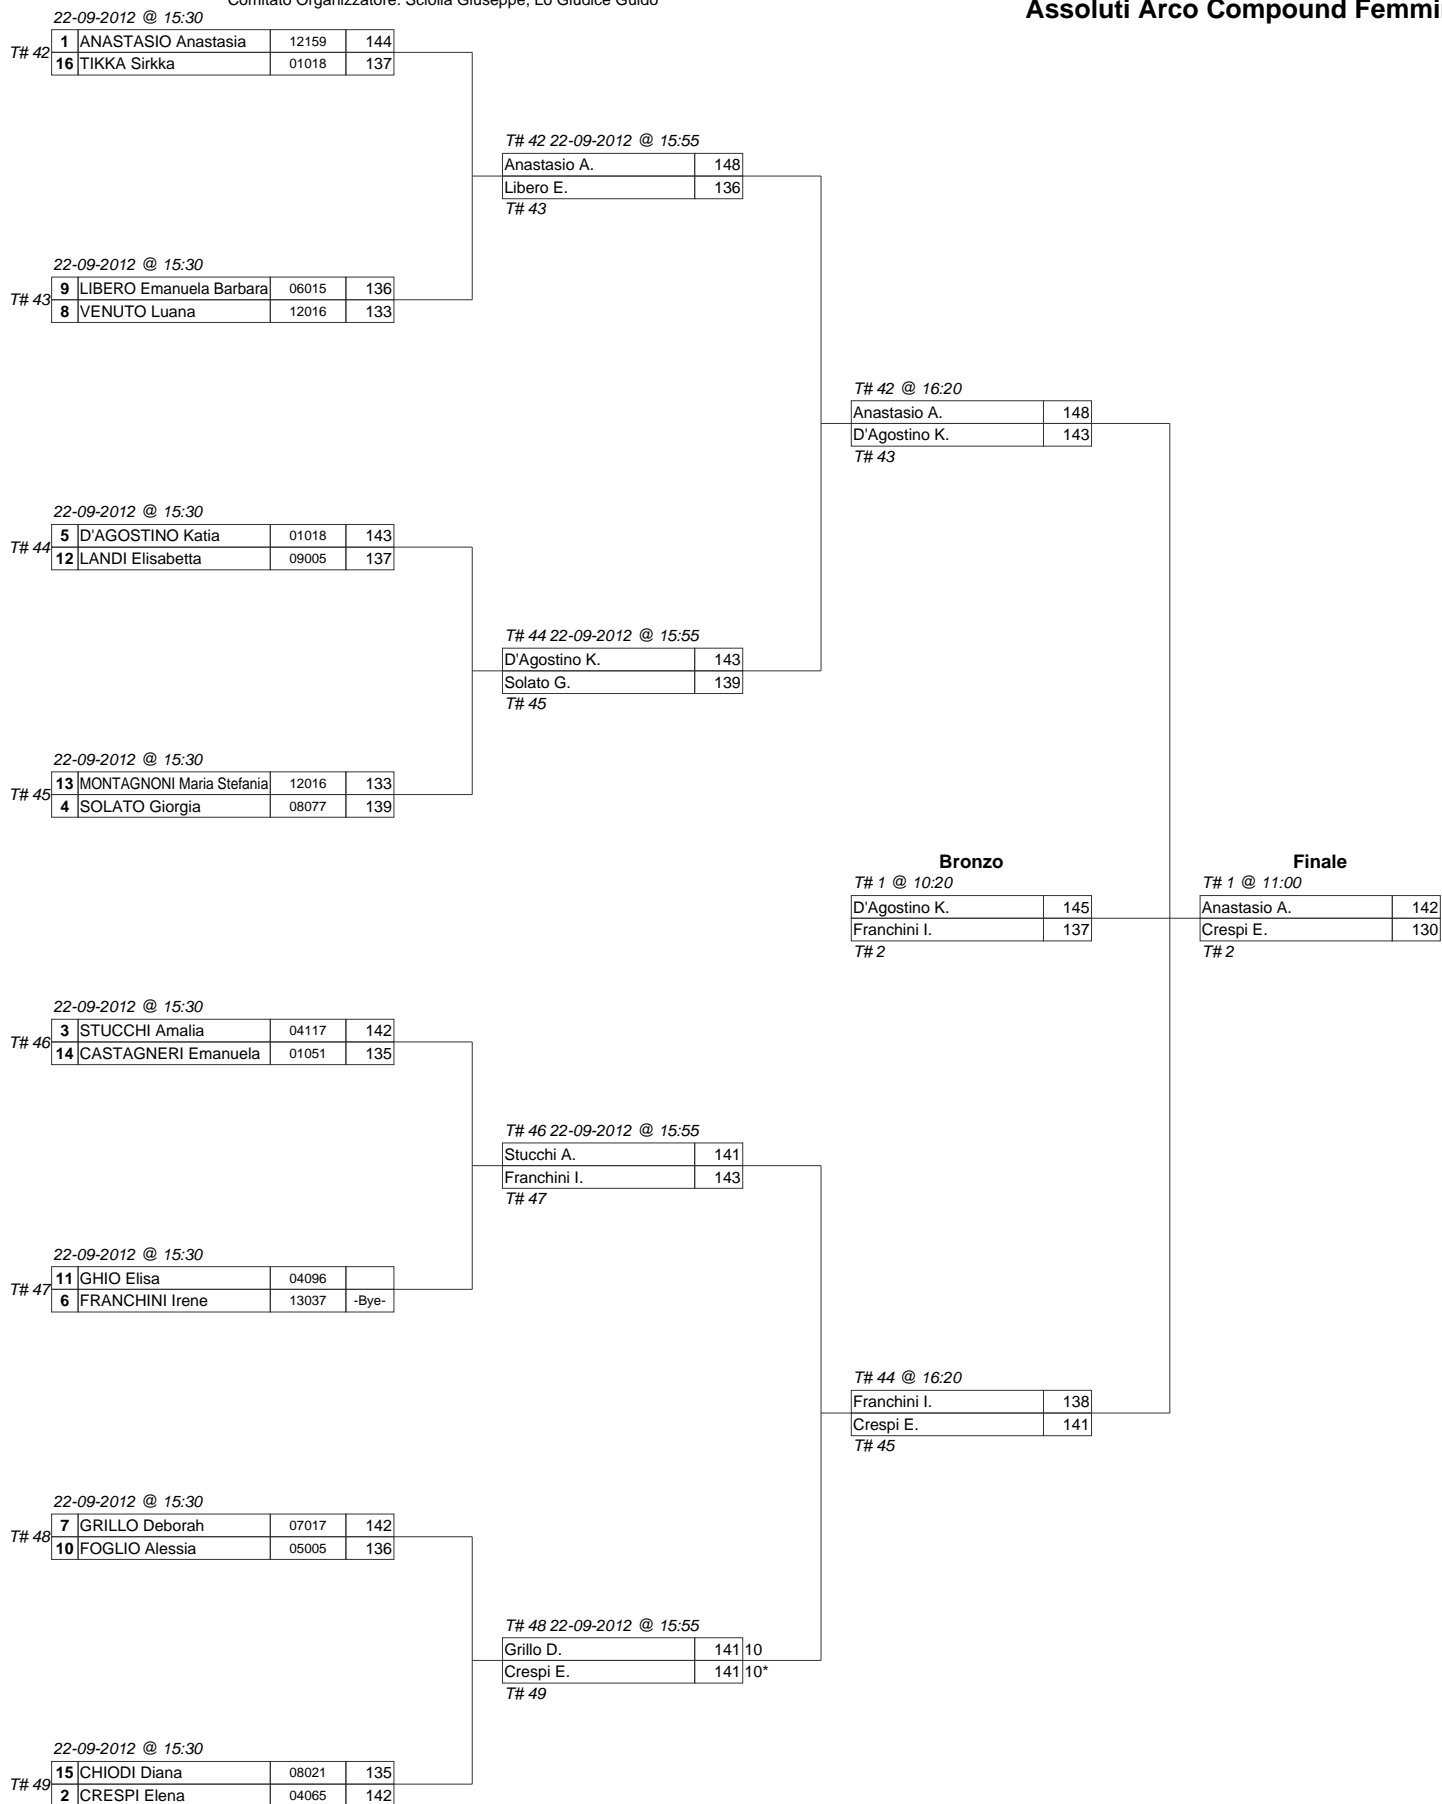 Comitato Organizzatore: Sciolla Giuseppe, Lo Giudice Guido
Assoluti Arco Compound Femmi
22-09-2012 @ 15:30
T# 42
1 ANASTASIO Anastasia 12159 144
16 TIKKA Sirkka 01018 137
T# 42 22-09-2012 @ 15:55
Anastasio A. 148
Libero E. 136
T# 43
22-09-2012 @ 15:30
T# 43
9 LIBERO Emanuela Barbara 06015 136
8 VENUTO Luana 12016 133
T# 42 @ 16:20
Anastasio A. 148
D'Agostino K. 143
T# 43
22-09-2012 @ 15:30
T# 44
5 D'AGOSTINO Katia 01018 143
12 LANDI Elisabetta 09005 137
T# 44 22-09-2012 @ 15:55
D'Agostino K. 143
Solato G. 139
T# 45
22-09-2012 @ 15:30
T# 45
13 MONTAGNONI Maria Stefania 12016 133
4 SOLATO Giorgia 08077 139
Bronzo
T# 1 @ 10:20
D'Agostino K. 145
Franchini I. 137
T# 2
Finale
T# 1 @ 11:00
Anastasio A. 142
Crespi E. 130
T# 2
22-09-2012 @ 15:30
T# 46
3 STUCCHI Amalia 04117 142
14 CASTAGNERI Emanuela 01051 135
T# 46 22-09-2012 @ 15:55
Stucchi A. 141
Franchini I. 143
T# 47
22-09-2012 @ 15:30
T# 47
11 GHIO Elisa 04096
6 FRANCHINI Irene 13037 -Bye-
T# 44 @ 16:20
Franchini I. 138
Crespi E. 141
T# 45
22-09-2012 @ 15:30
T# 48
7 GRILLO Deborah 07017 142
10 FOGLIO Alessia 05005 136
T# 48 22-09-2012 @ 15:55
Grillo D. 141 10
Crespi E. 141 10*
T# 49
22-09-2012 @ 15:30
T# 49
15 CHIODI Diana 08021 135
2 CRESPI Elena 04065 142